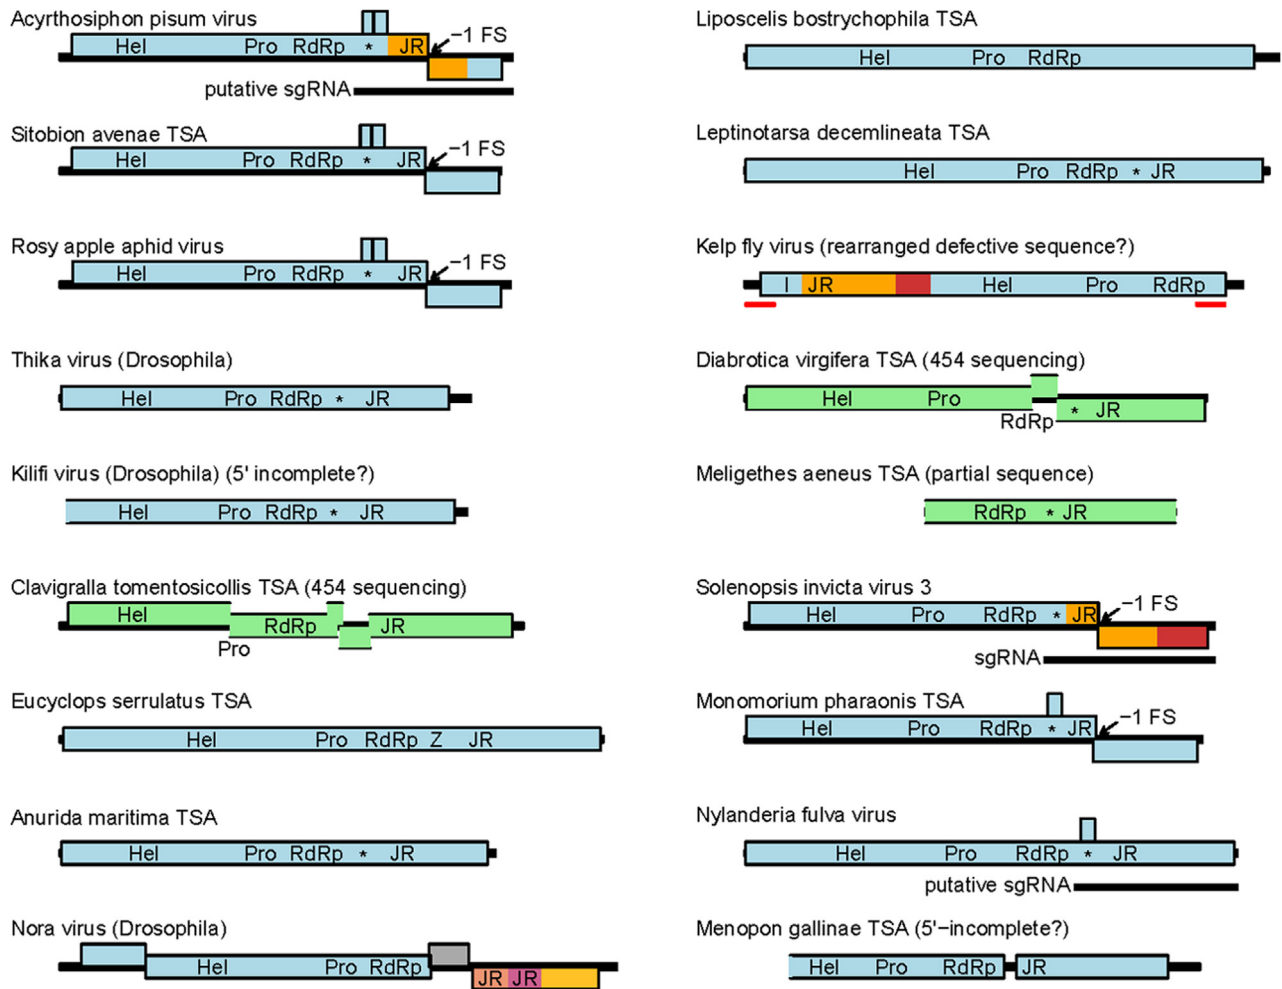 Acyrthosiphon pisum virus
Hel Pro RdRp * JR −1 FS
putative sgRNA
Sitobion avenae TSA
Hel Pro RdRp * JR −1 FS
Rosy apple aphid virus
Hel Pro RdRp * JR −1 FS
Thika virus (Drosophila)
Hel Pro RdRp * JR
Kilifi virus (Drosophila) (5' incomplete?)
Hel Pro RdRp * JR
Clavigralla tomentosicollis TSA (454 sequencing)
Hel RdRp JR
Pro
Eucyclops serrulatus TSA
Hel Pro RdRp Z JR
Anurida maritima TSA
Hel Pro RdRp * JR
Nora virus (Drosophila)
Hel Pro RdRp
JR JR
Liposcelis bostrychophila TSA
Hel Pro RdRp
Leptinotarsa decemlineata TSA
Hel Pro RdRp * JR
Kelp fly virus (rearranged defective sequence?)
I JR Hel Pro RdRp
Diabrotica virgifera TSA (454 sequencing)
Hel Pro
RdRp * JR
Meligethes aeneus TSA (partial sequence)
RdRp * JR
Solenopsis invicta virus 3
Hel Pro RdRp * JR −1 FS
sgRNA
Monomorium pharaonis TSA
Hel Pro RdRp * JR −1 FS
Nylanderia fulva virus
Hel Pro RdRp * JR
putative sgRNA
Menopon gallinae TSA (5'−incomplete?)
Hel Pro RdRp JR